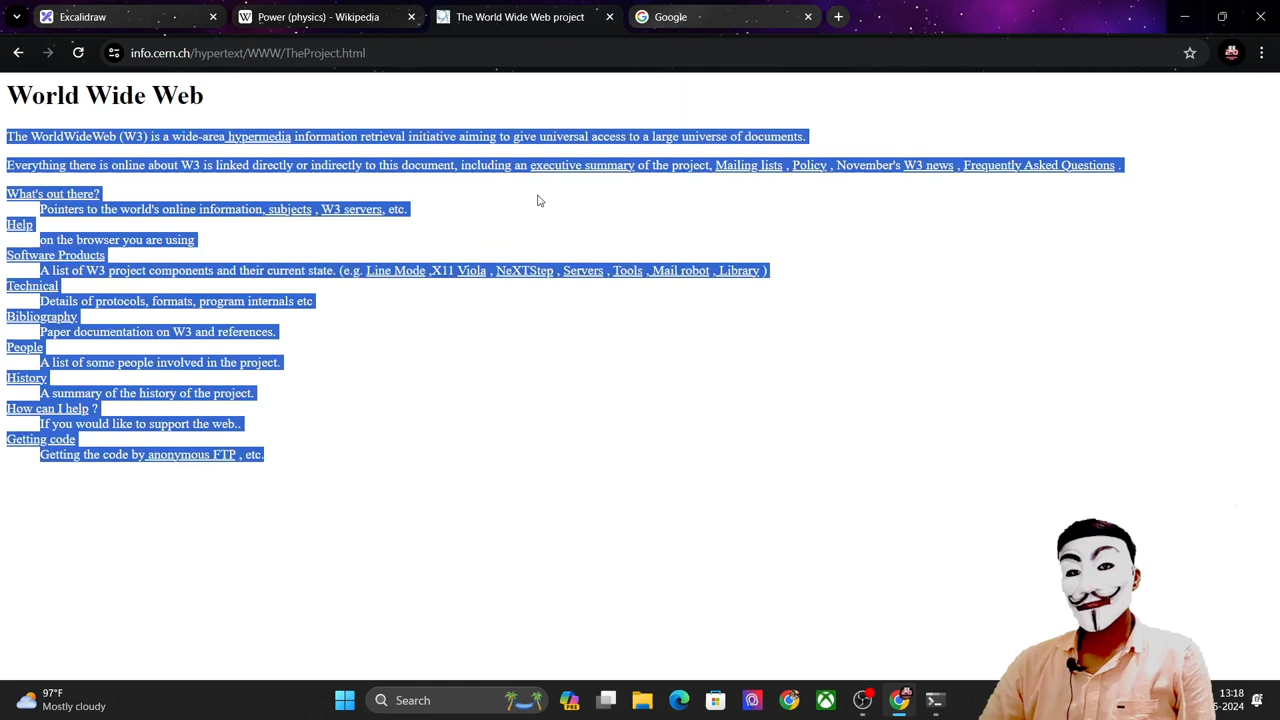 Excalidraw
Power (physics) - Wikipedia
The World Wide Web project
Google
info.cern.ch/hypertext/WWW/TheProject.html
World Wide Web
The WorldWideWeb (W3) is a wide-area hypermedia information retrieval initiative aiming to give universal access to a large universe of documents.
Everything there is online about W3 is linked directly or indirectly to this document, including an executive summary of the project, Mailing lists , Policy , November's W3 news , Frequently Asked Questions .
What's out there?
Pointers to the world's online information, subjects , W3 servers, etc.
Help
on the browser you are using
Software Products
A list of W3 project components and their current state. (e.g. Line Mode ,X11 Viola , NeXTStep , Servers , Tools , Mail robot , Library )
Technical
Details of protocols, formats, program internals etc
Bibliography
Paper documentation on W3 and references.
People
A list of some people involved in the project.
History
A summary of the history of the project.
How can I help ?
If you would like to support the web..
Getting code
Getting the code by anonymous FTP , etc.
97°F
Mostly cloudy
Search
PRE
13:18
5-2024